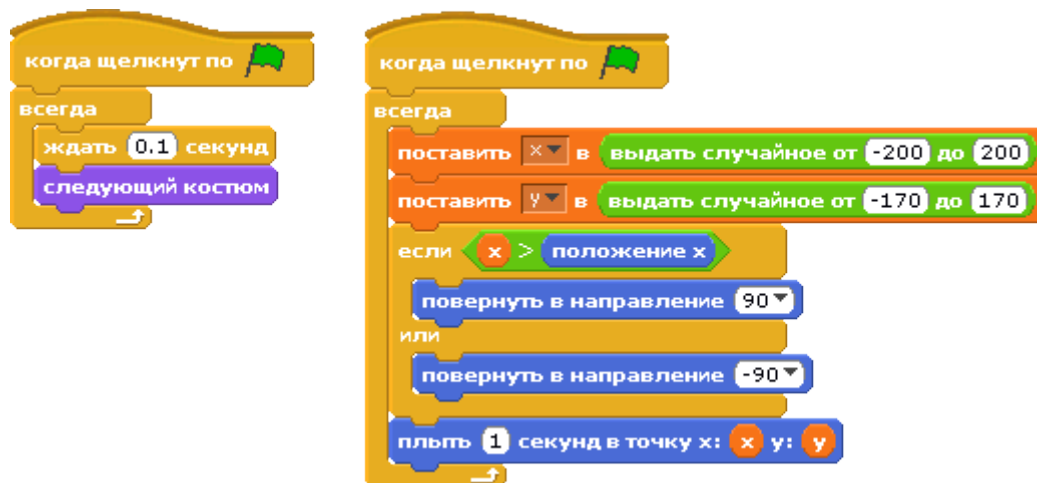 когда щелкнут по
всегда
ждать 0.1 секунд
следующий костюм
когда щелкнут по
всегда
поставить x в выдать случайное от -200 до 200
поставить y в выдать случайное от -170 до 170
если x > положение x
повернуть в направление 90
или
повернуть в направление -90
плыть 1 секунд в точку x: x y: y